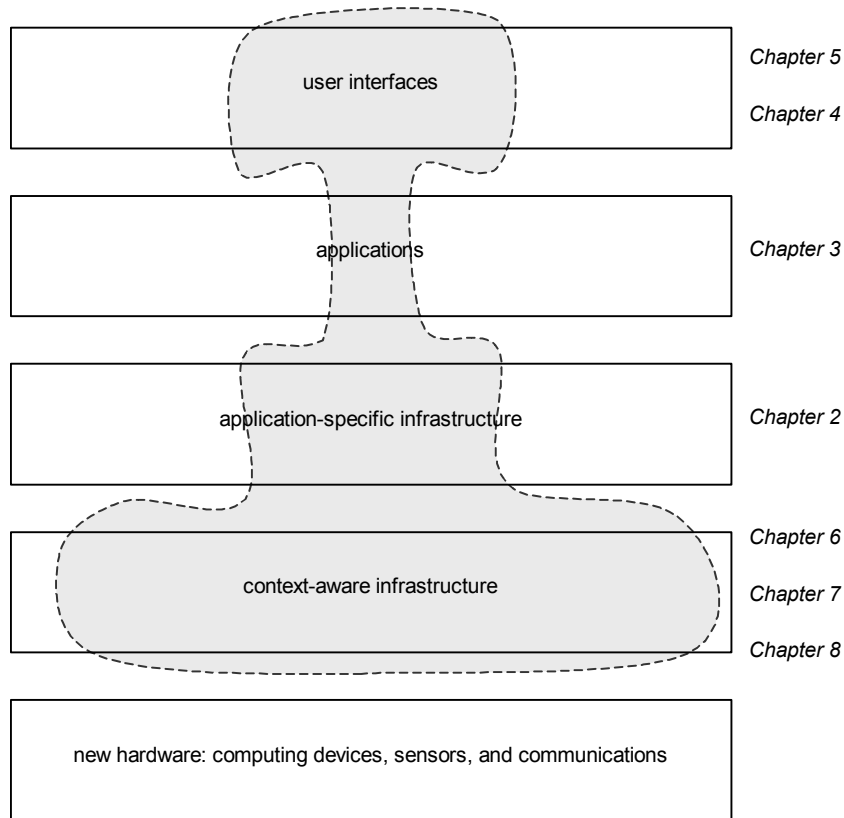 Chapter 5
user interfaces
Chapter 4
applications
Chapter 3
application-specific infrastructure
Chapter 2
Chapter 6
context-aware infrastructure
Chapter 7
Chapter 8
new hardware: computing devices, sensors, and communications